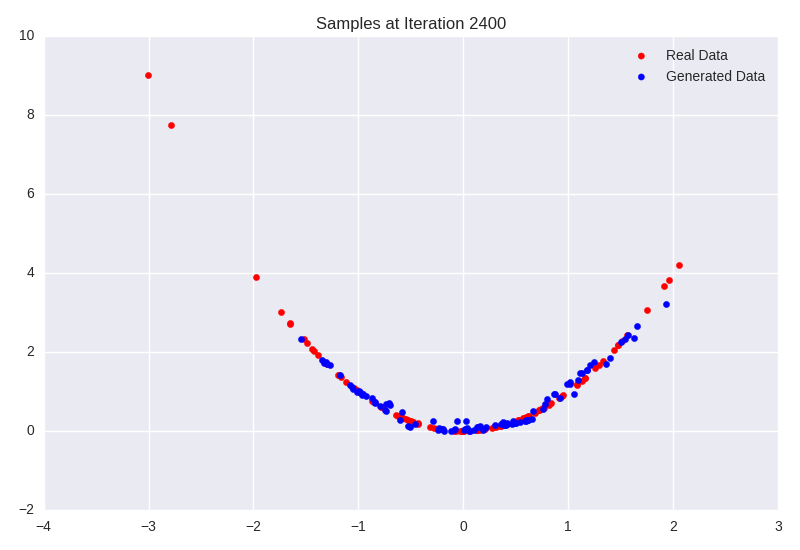 Samples at Iteration 2400
10
8
6
4
2
0
−2
Real Data
Generated Data
−4 −3 −2 −1 0 1 2 3